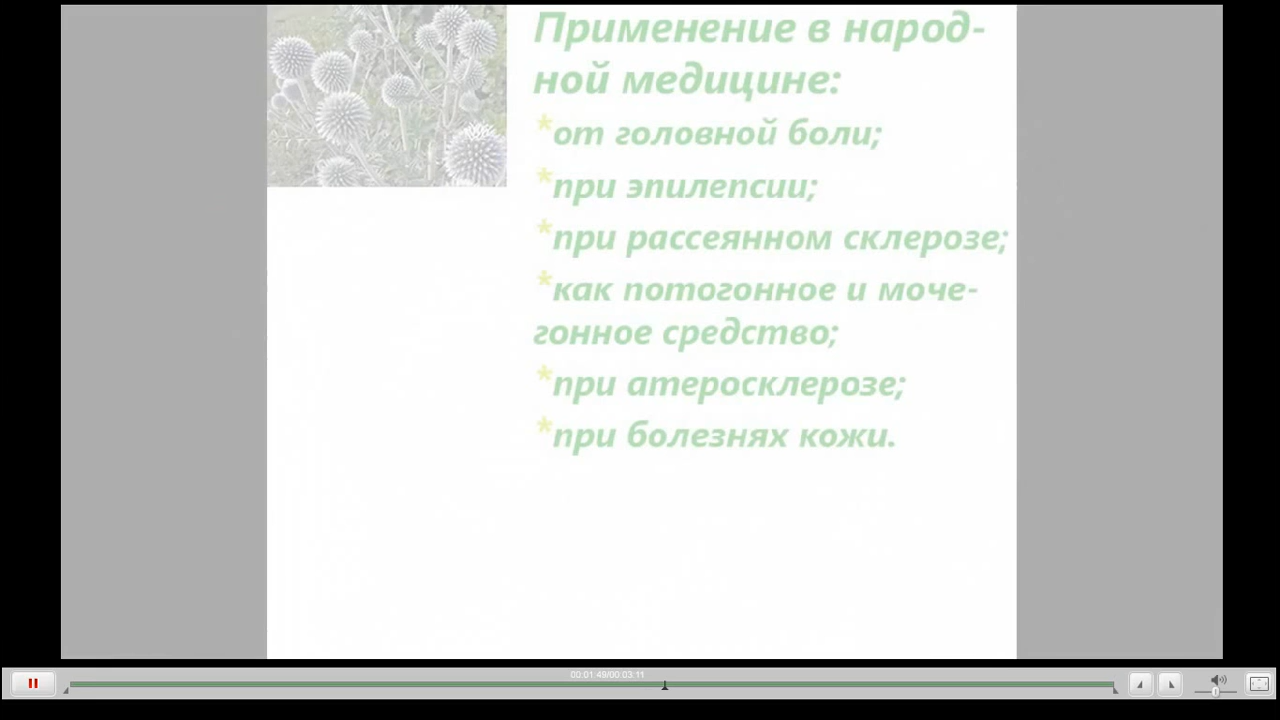 Применение в народ-
ной медицине:
*от головной боли;
*при эпилепсии;
*при рассеянном склерозе;
*как потогонное и моче-
гонное средство;
*при атеросклерозе;
*при болезнях кожи.
00:01:49/00:03:11